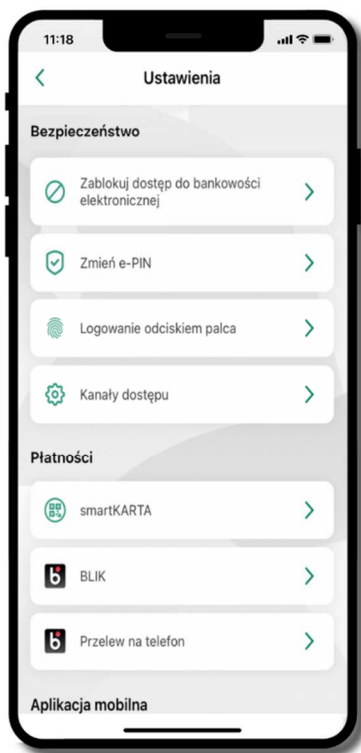 11:18
Ustawienia
Bezpieczeństwo
Zablokuj dostęp do bankowości
elektronicznej
Zmień e-PIN
Logowanie odciskiem palca
Kanały dostępu
Płatności
smartKARTA
BLIK
Przelew na telefon
Aplikacja mobilna